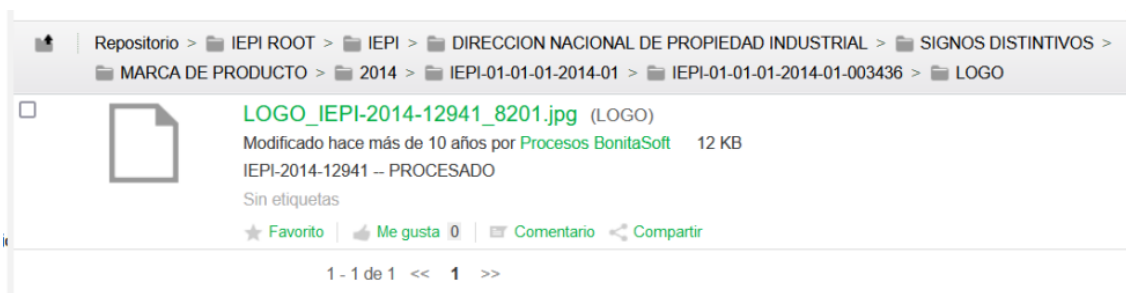 Repositorio > IEPI ROOT > IEPI > DIRECCION NACIONAL DE PROPIEDAD INDUSTRIAL > SIGNOS DISTINTIVOS >
MARCA DE PRODUCTO > 2014 > IEPI-01-01-01-2014-01 > IEPI-01-01-01-2014-01-003436 > LOGO
LOGO_IEPI-2014-12941_8201.jpg (LOGO)
Modificado hace más de 10 años por Procesos BonitaSoft 12 KB
IEPI-2014-12941 -- PROCESADO
Sin etiquetas
Favorito Me gusta 0 Comentario Compartir
1 - 1 de 1 << 1 >>